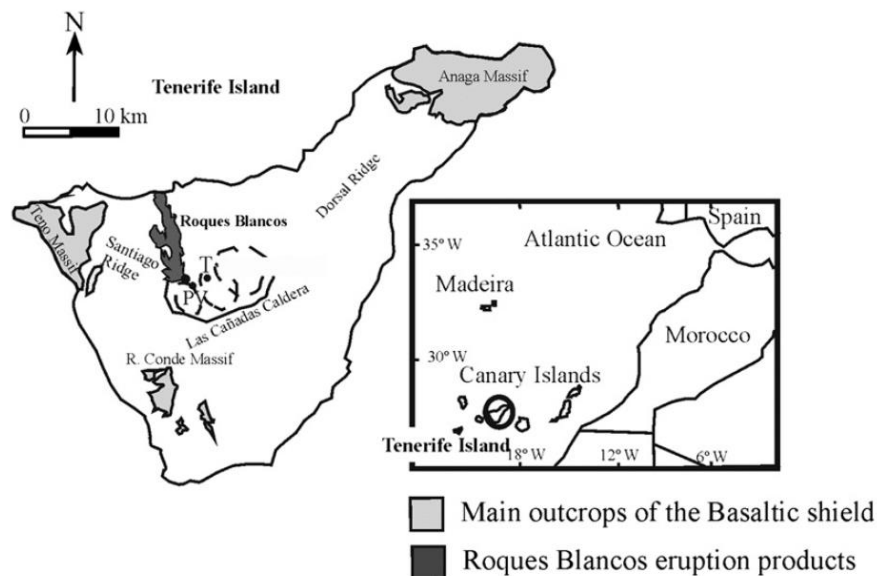 N
Tenerife Island
0 10 km
Anaga Massif
Dorsal Ridge
Teno Massif
Roques Blancos
Santiago
Ridge
T
PV
Las Cañadas Caldera
R. Conde Massif
Spain
Atlantic Ocean
35° W
Madeira
Morocco
30° W
Canary Islands
Tenerife Island
18° W 12° W 6° W
Main outcrops of the Basaltic shield
Roques Blancos eruption products